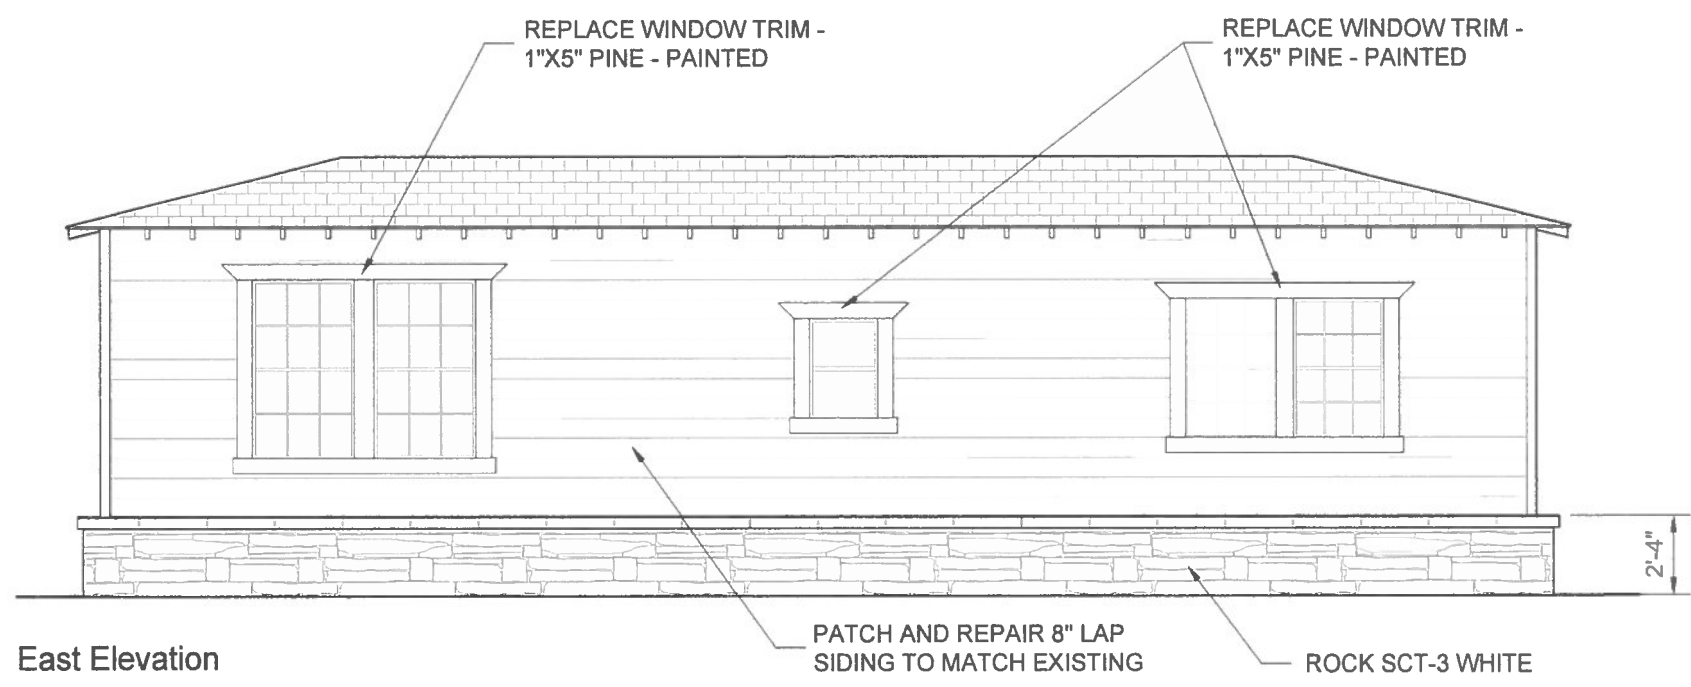 REPLACE WINDOW TRIM -
1"X5" PINE - PAINTED
REPLACE WINDOW TRIM -
1"X5" PINE - PAINTED
2'-4"
PATCH AND REPAIR 8" LAP
SIDING TO MATCH EXISTING
ROCK SCT-3 WHITE
East Elevation